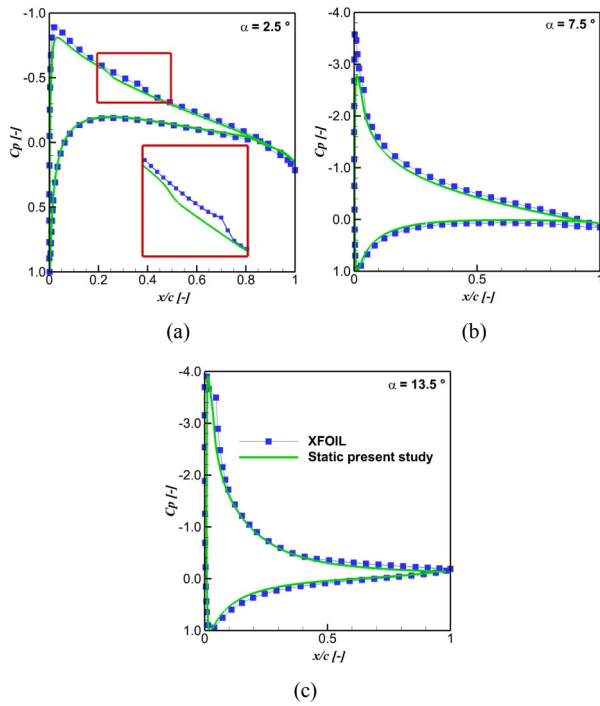 α = 2.5 °
-1.0
-0.5
0.0
0.5
1.0
Cp [-]
0 0.2 0.4 0.6 0.8 1
x/c [-]
(a)
α = 7.5 °
-4.0
-3.0
-2.0
-1.0
0.0
1.0
Cp [-]
0 0.5 1
x/c [-]
(b)
α = 13.5 °
-4.0
-3.0
-2.0
-1.0
0.0
1.0
Cp [-]
XFOIL
Static present study
0 0.5 1
x/c [-]
(c)